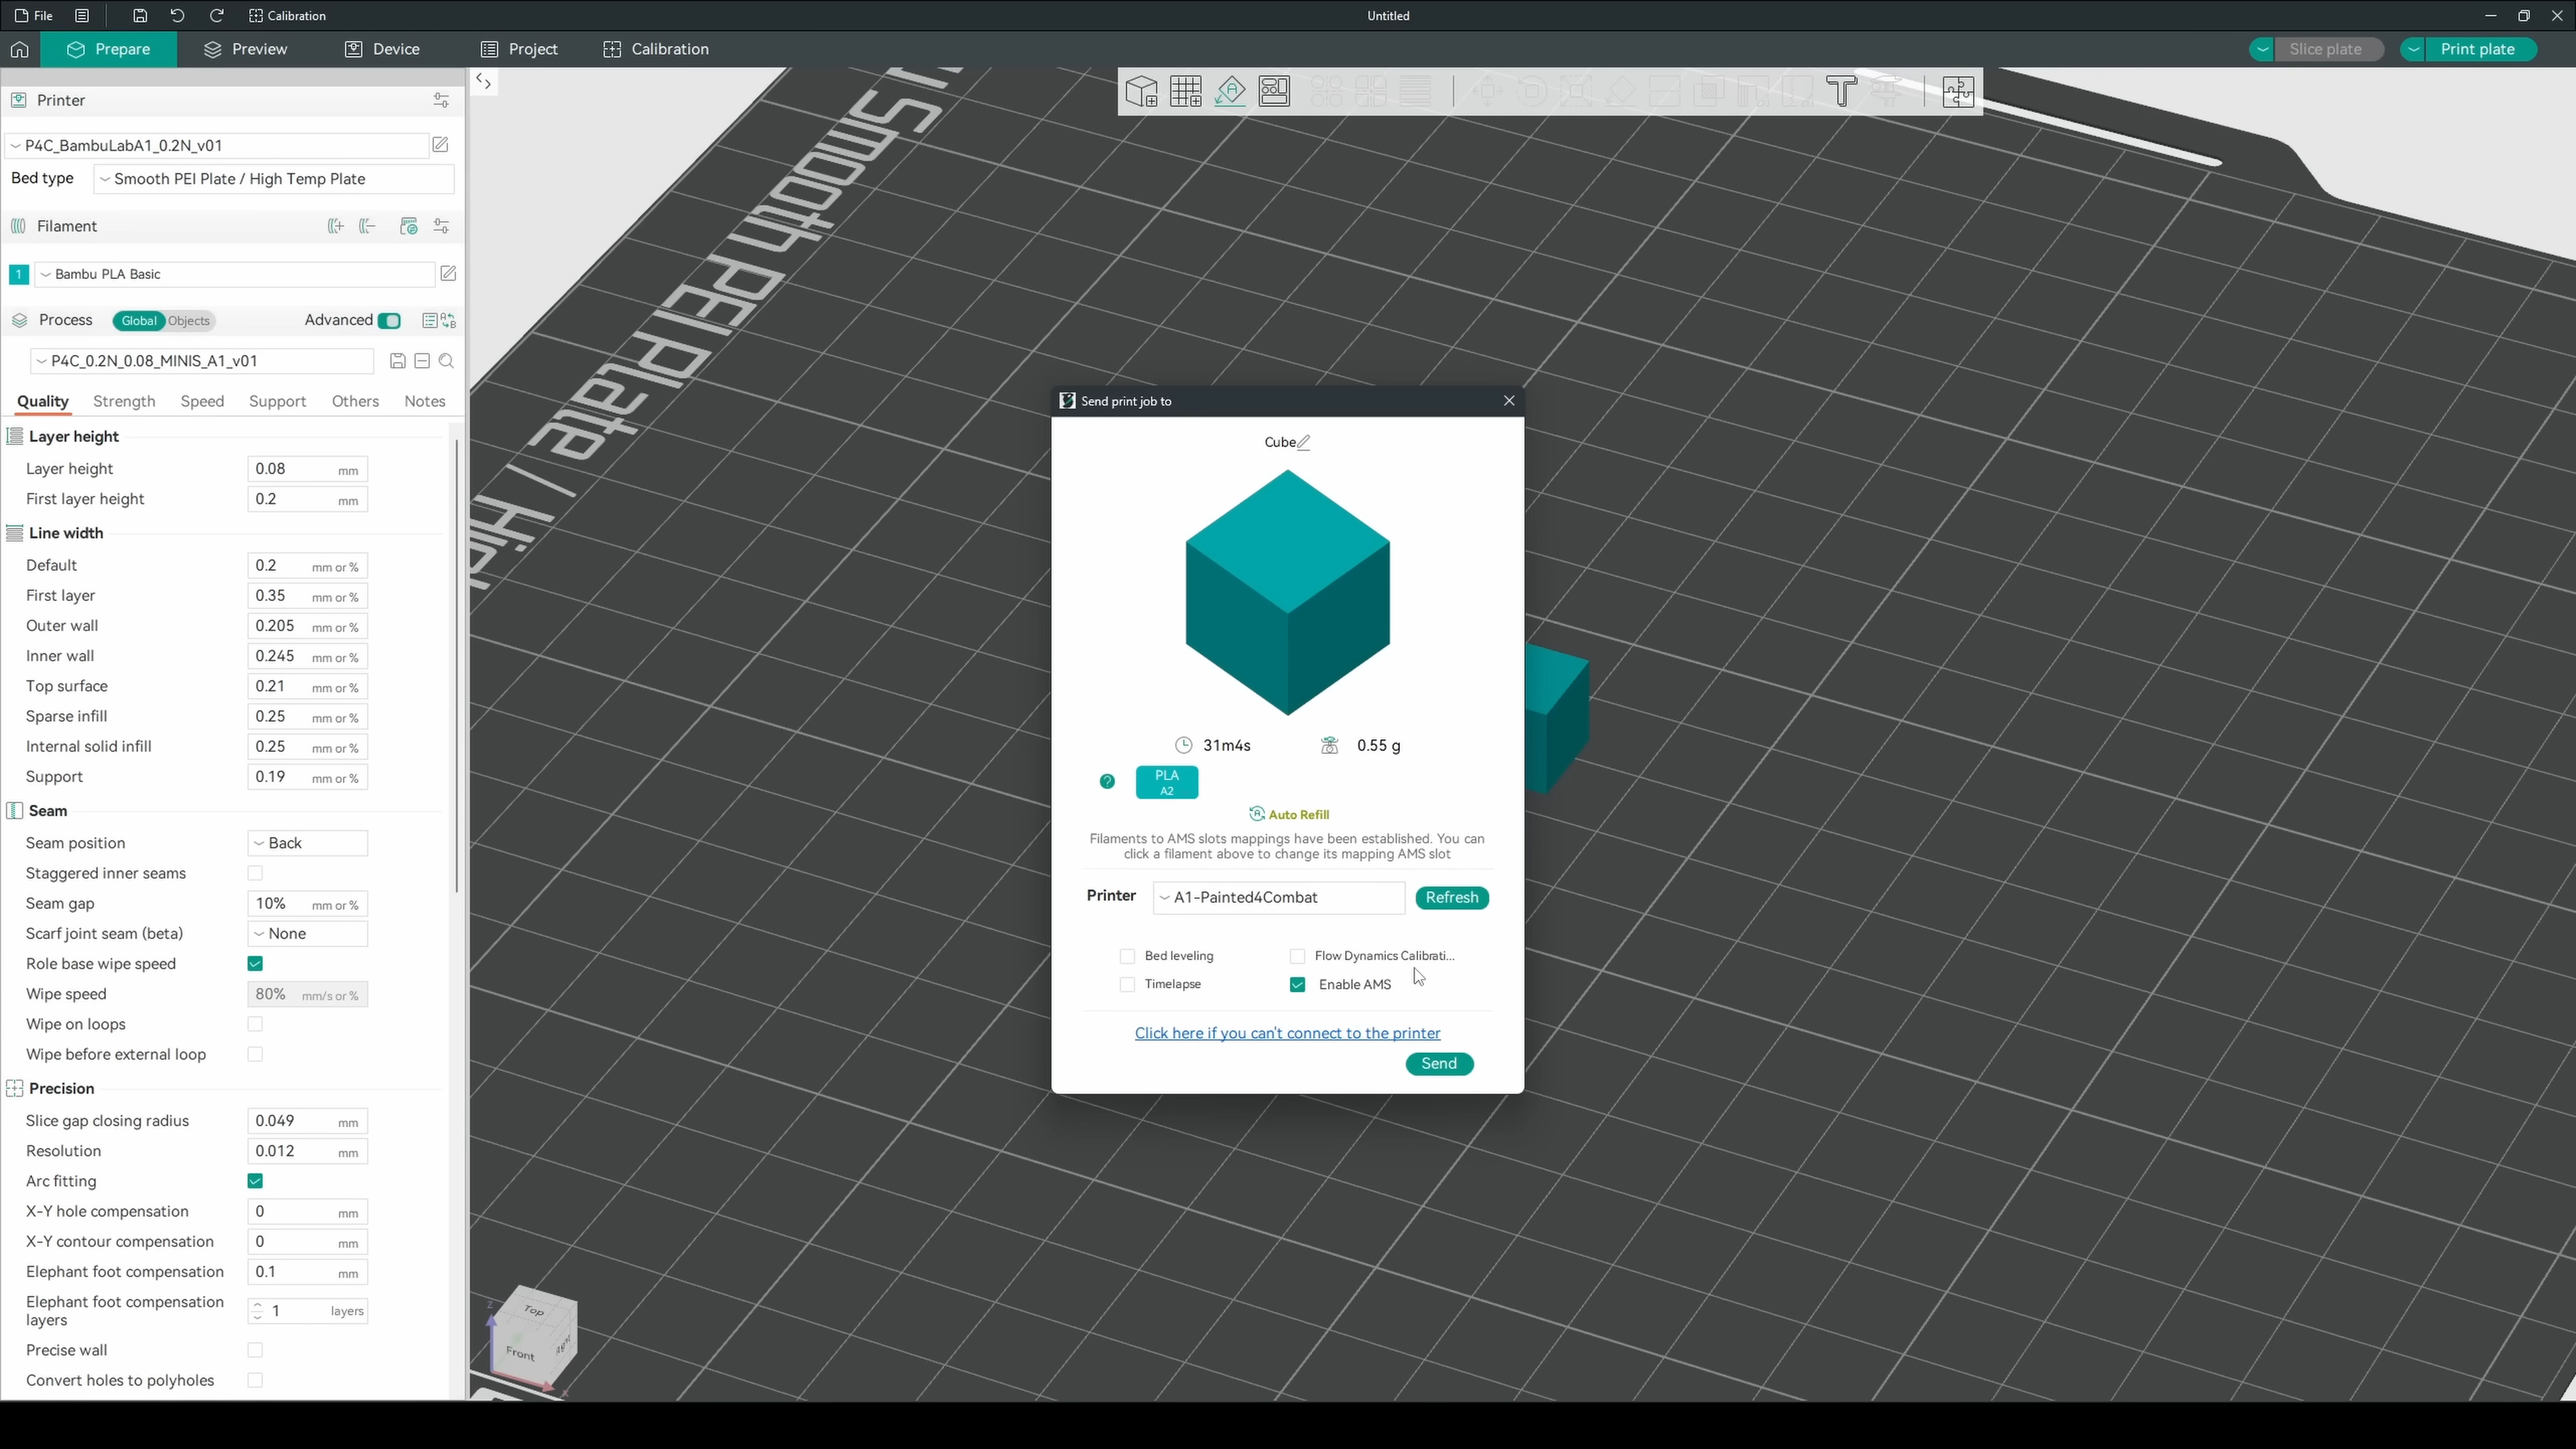 File
Calibration
Untitled
Prepare
Preview
Device
Project
Calibration
Slice plate
Print plate
Printer
P4C_BambuLabA1_0.2N_v01
Bed type
Smooth PEI Plate / High Temp Plate
Filament
1
Bambu PLA Basic
Process
Global
Objects
Advanced
P4C_0.2N_0.08_MINIS_A1_v01
Quality
Strength
Speed
Support
Others
Notes
Layer height
Layer height 0.08 mm
First layer height 0.2 mm
Line width
Default 0.2 mm or %
First layer 0.35 mm or %
Outer wall 0.205 mm or %
Inner wall 0.245 mm or %
Top surface 0.21 mm or %
Sparse infill 0.25 mm or %
Internal solid infill 0.25 mm or %
Support 0.19 mm or %
Seam
Seam position Back
Staggered inner seams
Seam gap 10% mm or %
Scarf joint seam (beta) None
Role base wipe speed
Wipe speed 80% mm/s or %
Wipe on loops
Wipe before external loop
Precision
Slice gap closing radius 0.049 mm
Resolution 0.012 mm
Arc fitting
X-Y hole compensation 0 mm
X-Y contour compensation 0 mm
Elephant foot compensation 0.1 mm
Elephant foot compensation
layers 1 layers
Precise wall
Convert holes to polyholes
Smooth PEI Plate /
Send print job to
Cube
31m4s
0.55 g
?
PLA
A2
Auto Refill
Filaments to AMS slots mappings have been established. You can
click a filament above to change its mapping AMS slot
Printer
A1-Painted4Combat
Refresh
Bed leveling
Flow Dynamics Calibrati...
Timelapse
Enable AMS
Click here if you can't connect to the printer
Send
Top
Front
Right
z
x